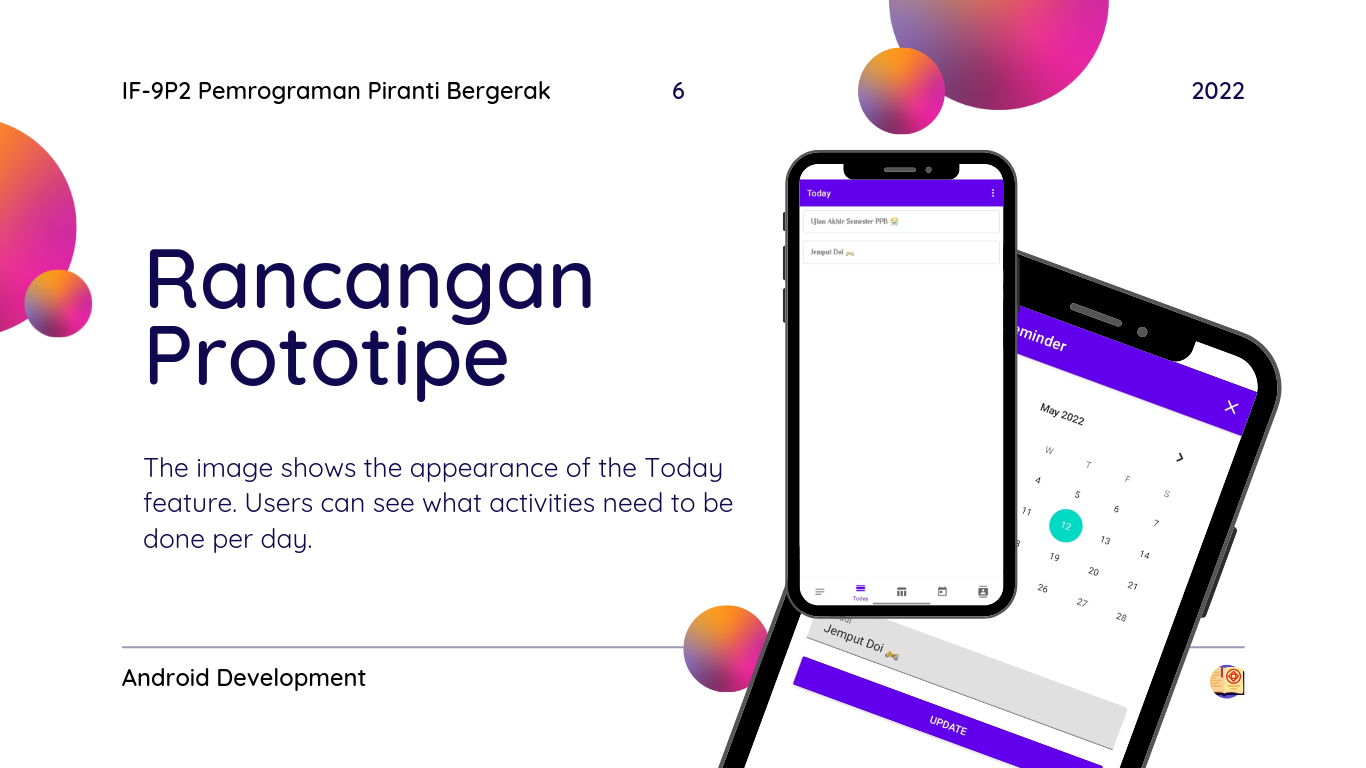 IF-9P2 Pemrograman Piranti Bergerak
6
2022
Rancangan
Prototipe
The image shows the appearance of the Today
feature. Users can see what activities need to be
done per day.
Android Development
Today
Ujian Akhir Semester PPB 😭
Jemput Doi 🛵
Today
eminder
May 2022
W T F S
4 5 6 7
11 12 13 14
19 20 21
26 27 28
Jemput Doi 🛵
UPDATE